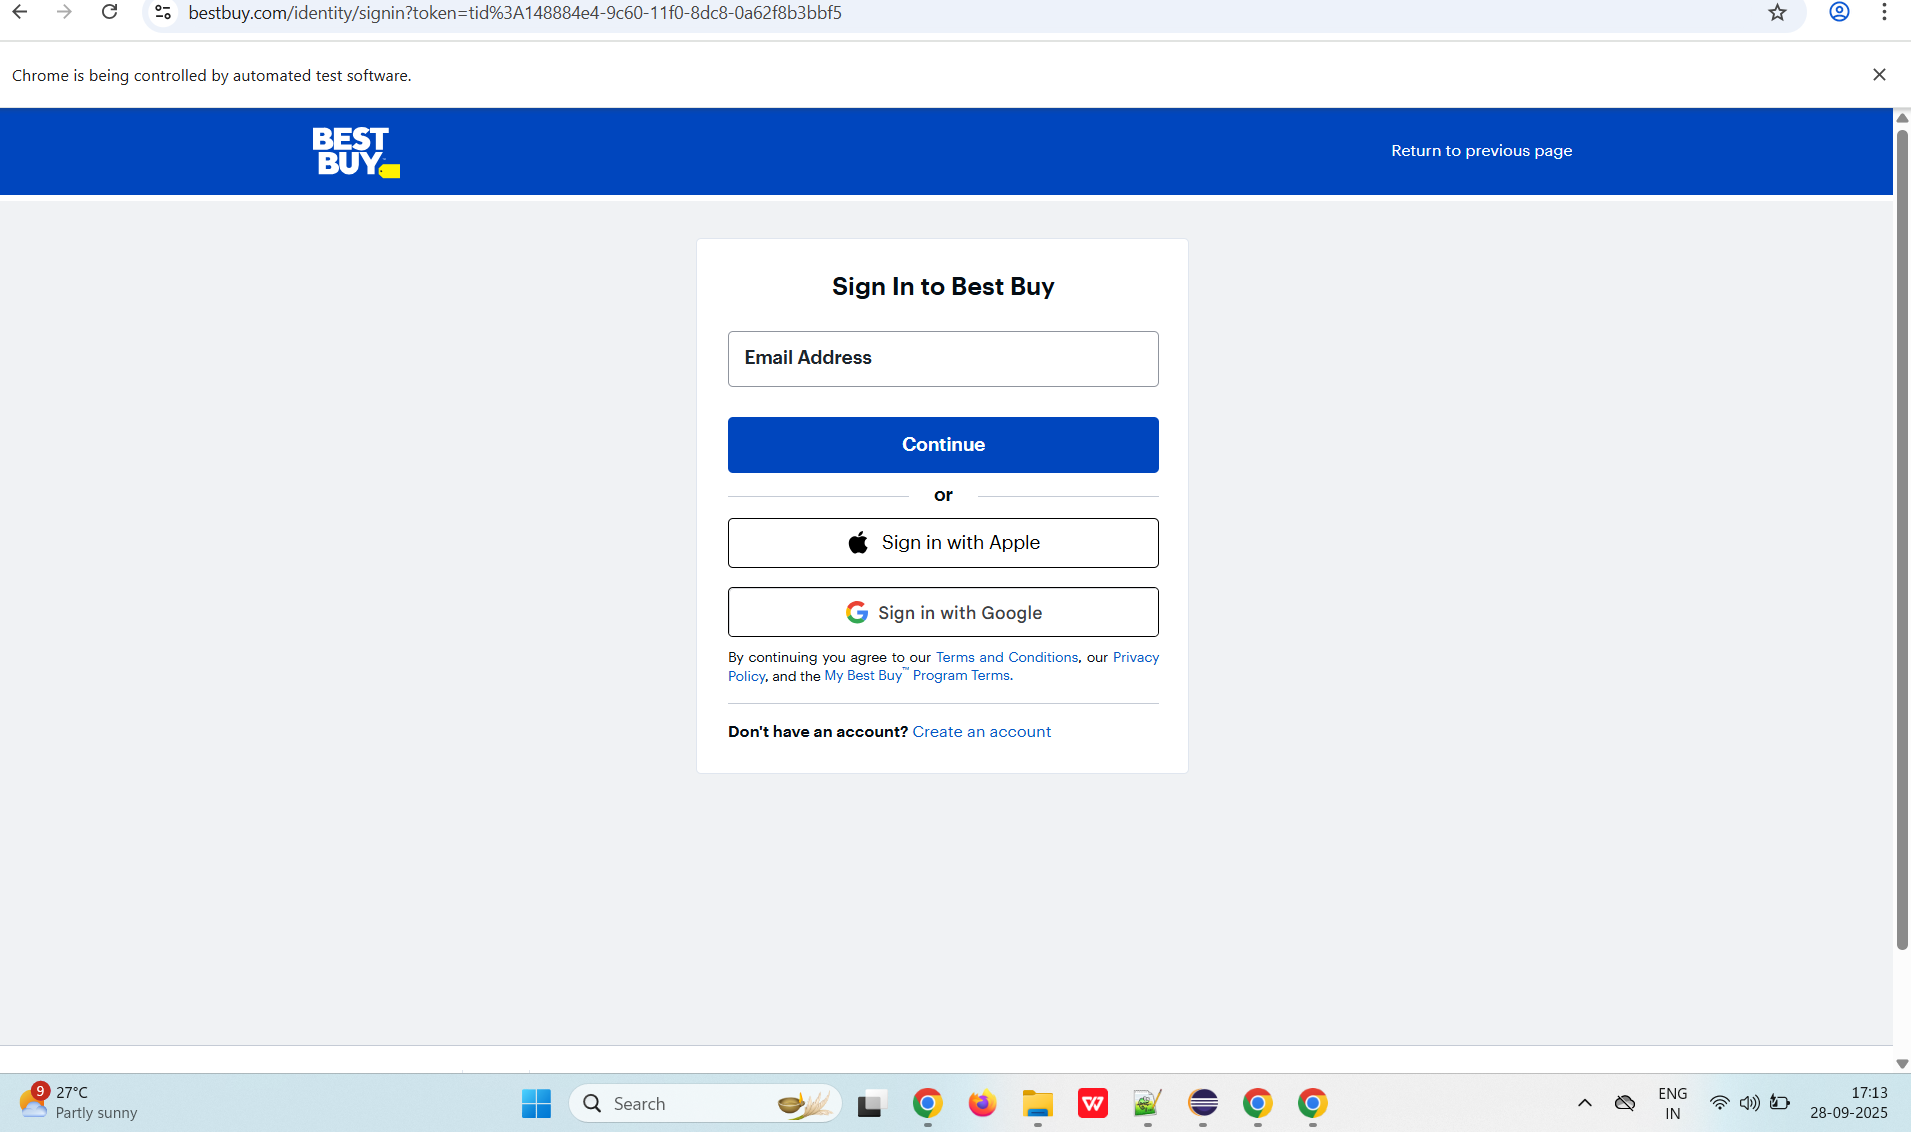 bestbuy.com/identity/signin?token=tid%3A148884e4-9c60-11f0-8dc8-0a62f8b3bbf5
Chrome is being controlled by automated test software.
BEST
BUY
Return to previous page
Sign In to Best Buy
Email Address
Continue
or
Sign in with Apple
Sign in with Google
By continuing you agree to our Terms and Conditions, our Privacy
Policy, and the My Best Buy™ Program Terms.
Don't have an account? Create an account
9
27°C
Partly sunny
Search
W
ENG
IN
17:13
28-09-2025